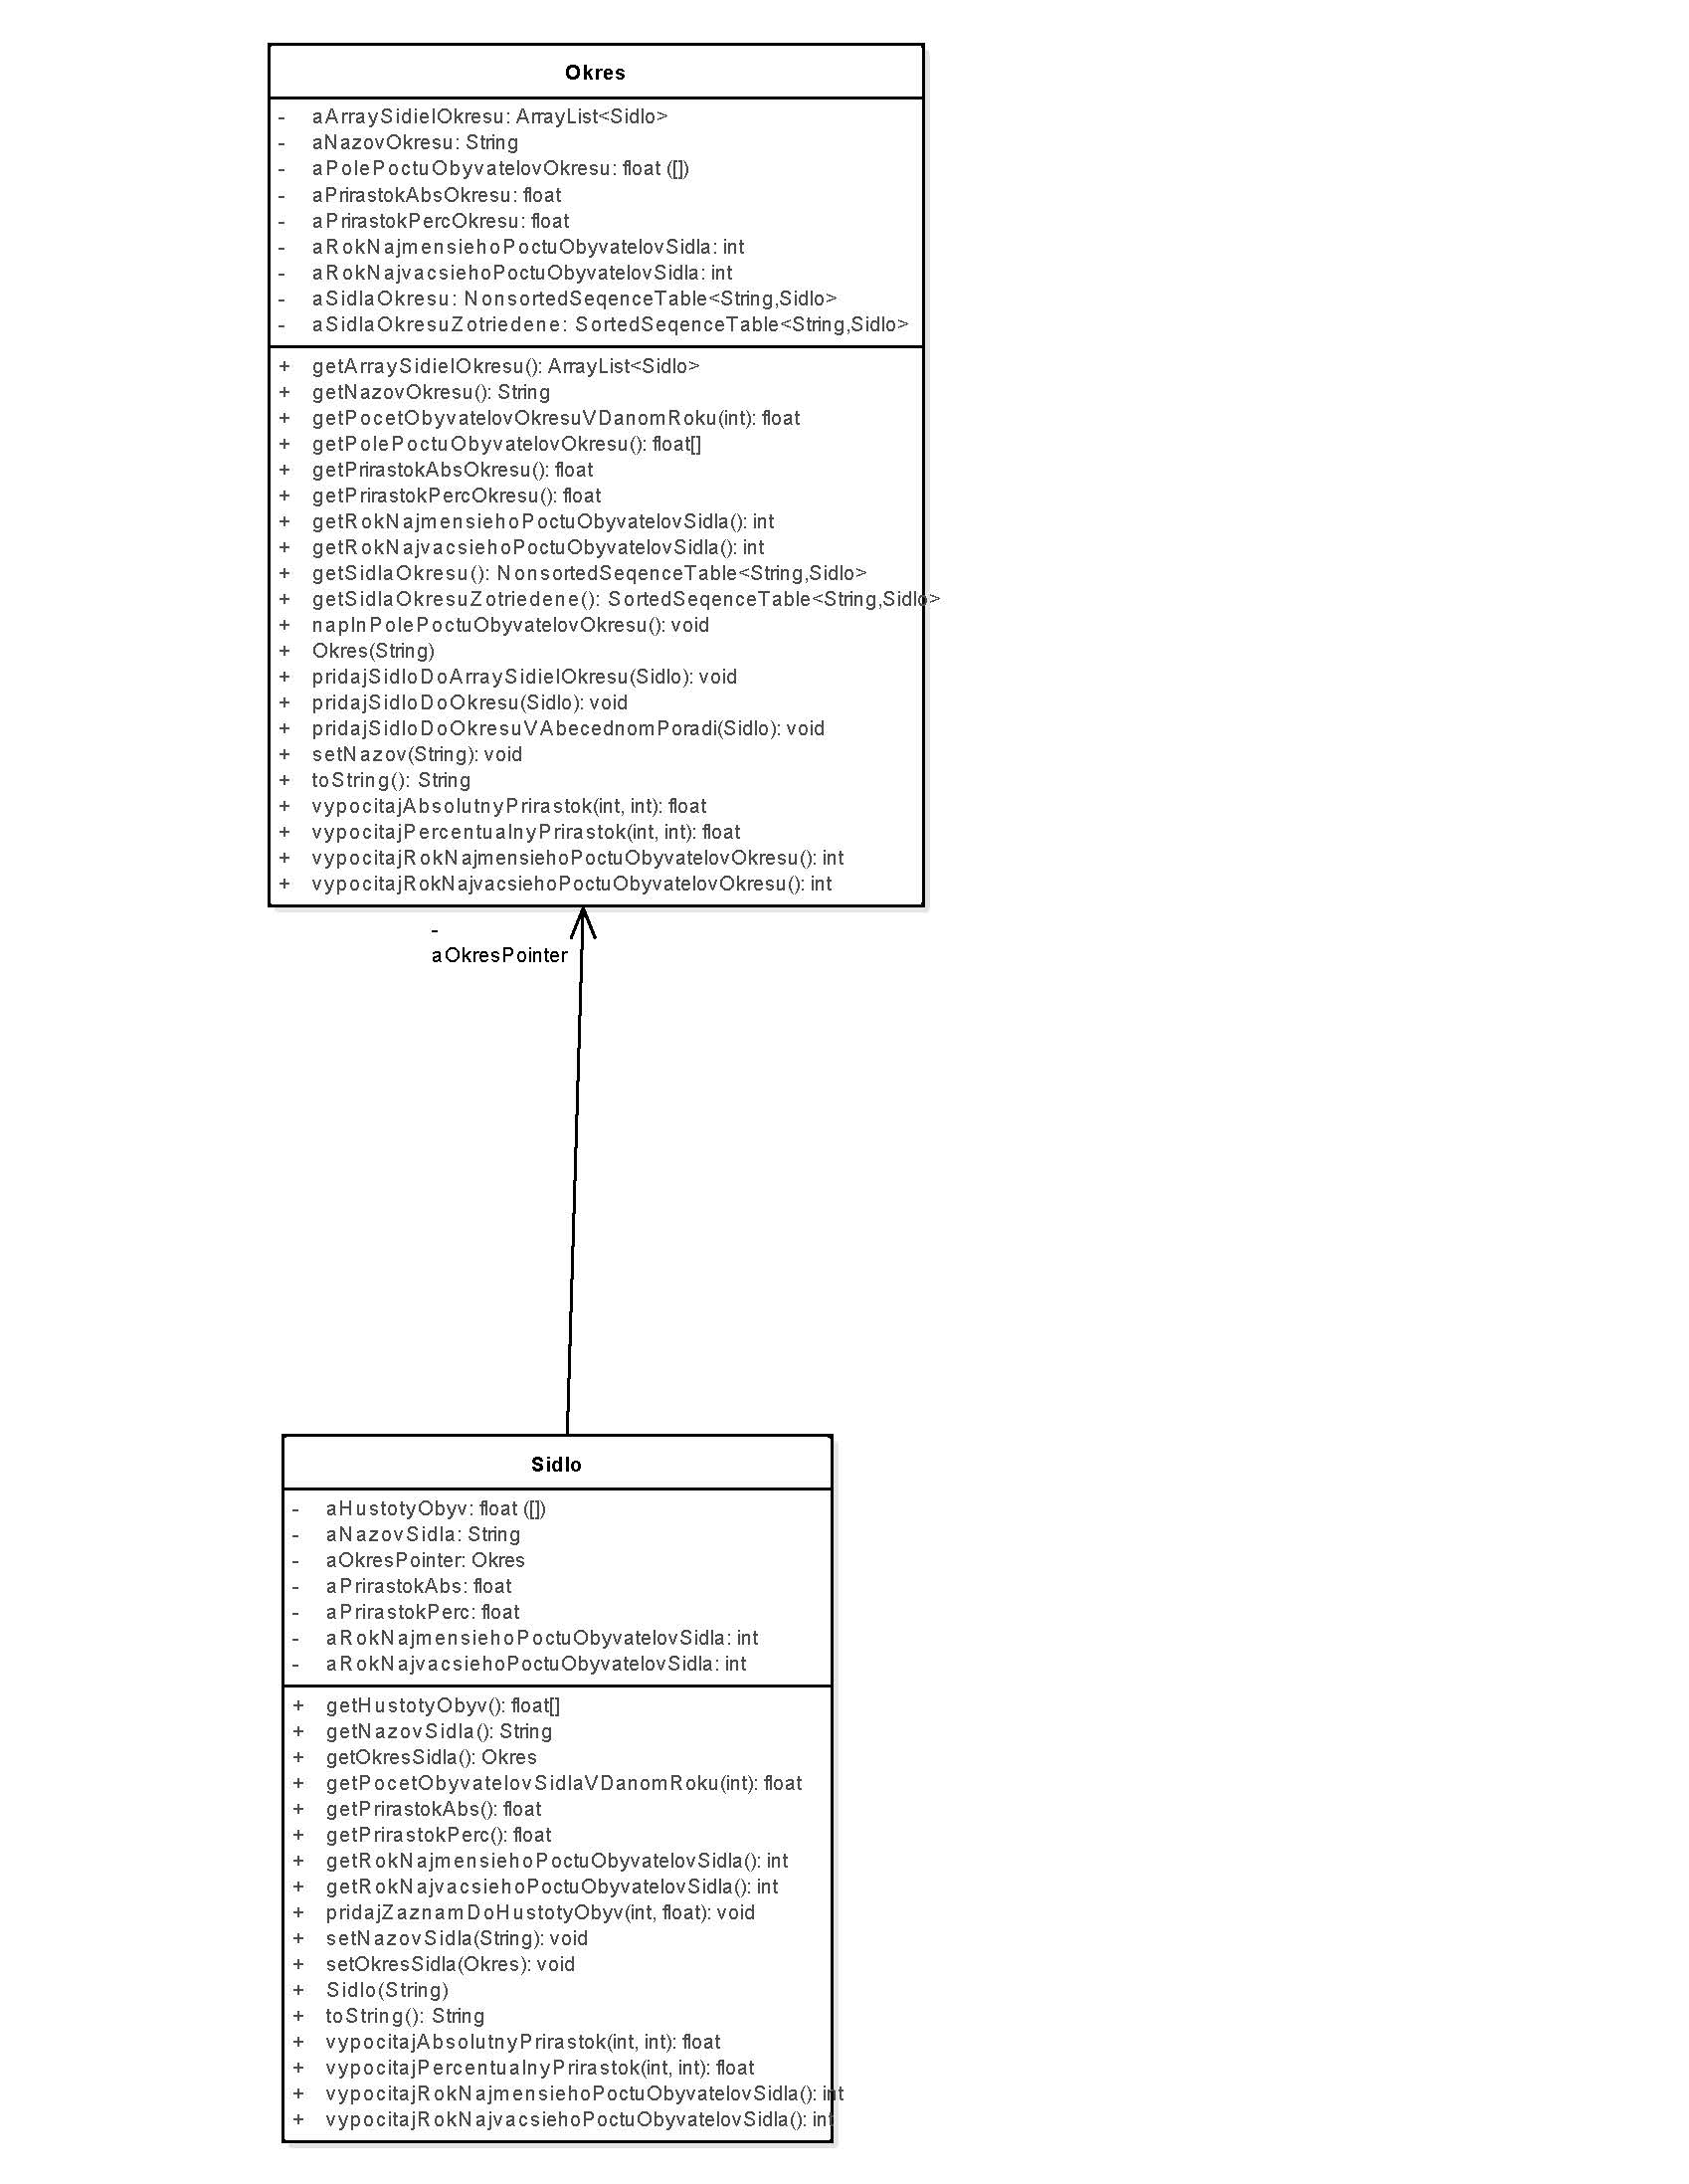 Okres
- aArraySidielOkresu: ArrayList<Sidlo>
- aNazovOkresu: String
- aPolePoctuObyvatelovOkresu: float ([])
- aPrirastokAbsOkresu: float
- aPrirastokPercOkresu: float
- aRokNajmensiehoPoctuObyvatelovSidla: int
- aRokNajvacsiehoPoctuObyvatelovSidla: int
- aSidlaOkresu: NonsortedSeqenceTable<String,Sidlo>
- aSidlaOkresuZotriedene: SortedSeqenceTable<String,Sidlo>
+ getArraySidielOkresu(): ArrayList<Sidlo>
+ getNazovOkresu(): String
+ getPocetObyvatelovOkresuVDanomRoku(int): float
+ getPolePoctuObyvatelovOkresu(): float[]
+ getPrirastokAbsOkresu(): float
+ getPrirastokPercOkresu(): float
+ getRokNajmensiehoPoctuObyvatelovSidla(): int
+ getRokNajvacsiehoPoctuObyvatelovSidla(): int
+ getSidlaOkresu(): NonsortedSeqenceTable<String,Sidlo>
+ getSidlaOkresuZotriedene(): SortedSeqenceTable<String,Sidlo>
+ naplnPolePoctuObyvatelovOkresu(): void
+ Okres(String)
+ pridajSidloDoArraySidielOkresu(Sidlo): void
+ pridajSidloDoOkresu(Sidlo): void
+ pridajSidloDoOkresuVAbecednomPoradi(Sidlo): void
+ setNazov(String): void
+ toString(): String
+ vypocitajAbsolutnyPrirastok(int, int): float
+ vypocitajPercentualnyPrirastok(int, int): float
+ vypocitajRokNajmensiehoPoctuObyvatelovOkresu(): int
+ vypocitajRokNajvacsiehoPoctuObyvatelovOkresu(): int
-
aOkresPointer
Sidlo
- aHustotyObyv: float ([])
- aNazovSidla: String
- aOkresPointer: Okres
- aPrirastokAbs: float
- aPrirastokPerc: float
- aRokNajmensiehoPoctuObyvatelovSidla: int
- aRokNajvacsiehoPoctuObyvatelovSidla: int
+ getHustotyObyv(): float[]
+ getNazovSidla(): String
+ getOkresSidla(): Okres
+ getPocetObyvatelovSidlaVDanomRoku(int): float
+ getPrirastokAbs(): float
+ getPrirastokPerc(): float
+ getRokNajmensiehoPoctuObyvatelovSidla(): int
+ getRokNajvacsiehoPoctuObyvatelovSidla(): int
+ pridajZaznamDoHustotyObyv(int, float): void
+ setNazovSidla(String): void
+ setOkresSidla(Okres): void
+ Sidlo(String)
+ toString(): String
+ vypocitajAbsolutnyPrirastok(int, int): float
+ vypocitajPercentualnyPrirastok(int, int): float
+ vypocitajRokNajmensiehoPoctuObyvatelovSidla(): int
+ vypocitajRokNajvacsiehoPoctuObyvatelovSidla(): int